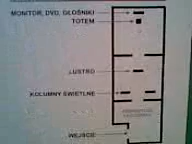 MONITOR, DVD, GŁOŚNIKI
TOTEM
LUSTRO
KOLUMNY ŚWIETLNE
WEJŚCIE